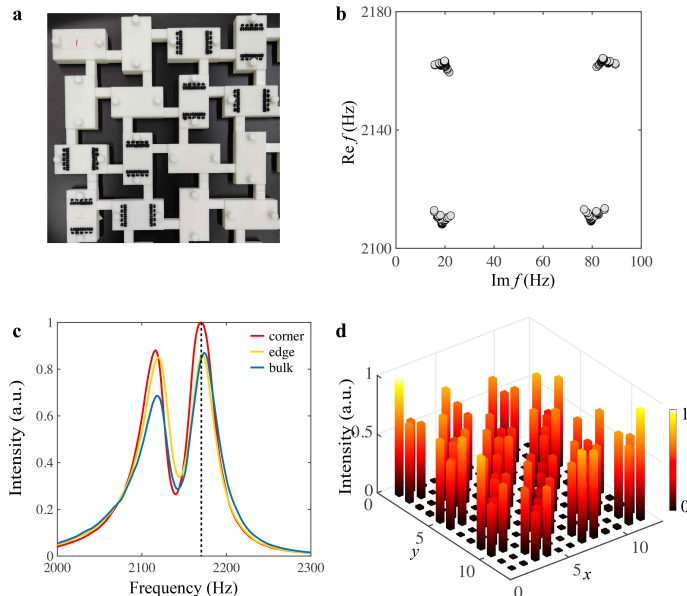 a
b
Re f (Hz)
2180
2140
2100
0
20
40
60
80
100
Im f (Hz)
c
Intensity (a.u.)
1
0.8
0.6
0.4
0.2
0
2000
2100
2200
2300
Frequency (Hz)
corner
edge
bulk
d
Intensity (a.u.)
1
0.5
0
0
5
10
y
0
5
10
x
1
0